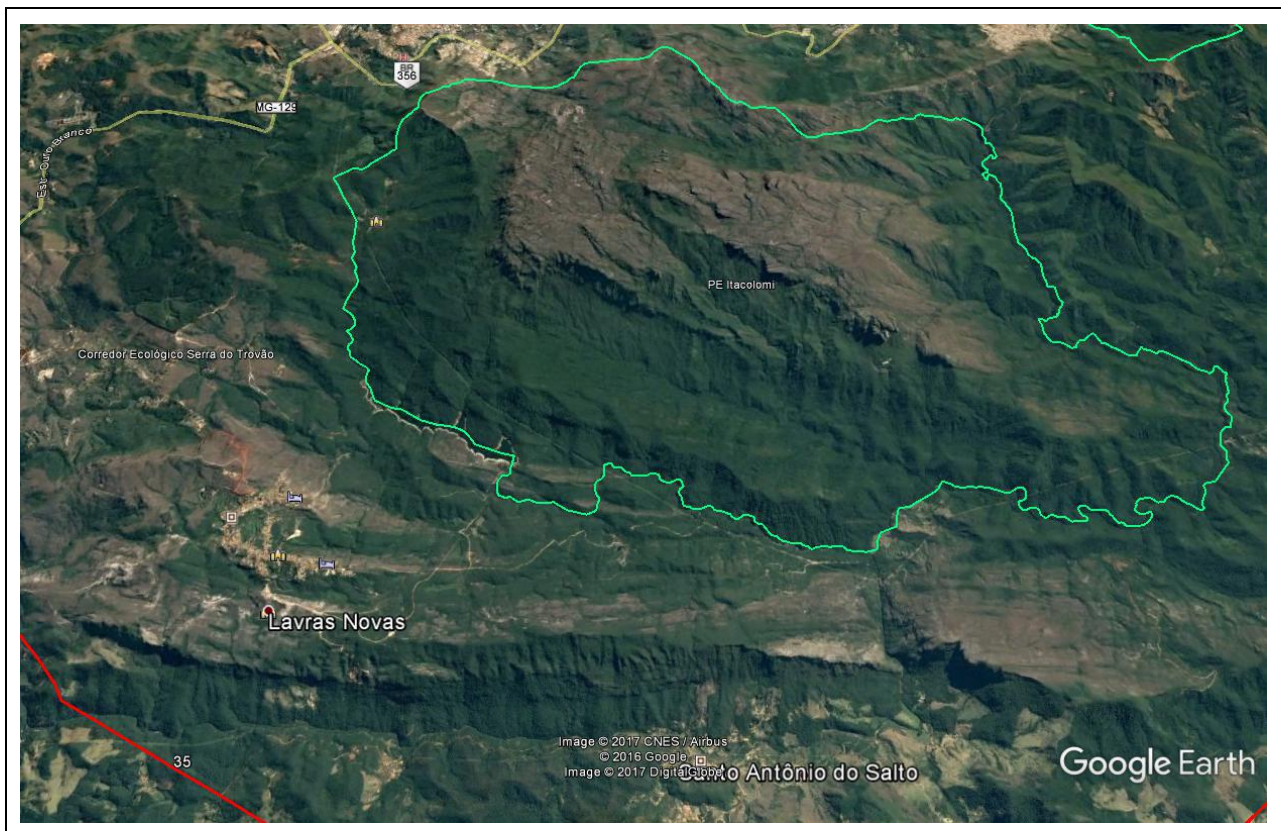 BR
356
MG-129
Estr. Ouro Branco
PE Itacolomi
Corredor Ecológico Serra do Trovão
Lavras Novas
Image © 2017 CNES / Airbus
© 2016 Google
Image © 2017 DigitalGlobe
35
Santo Antônio do Salto
Google Earth